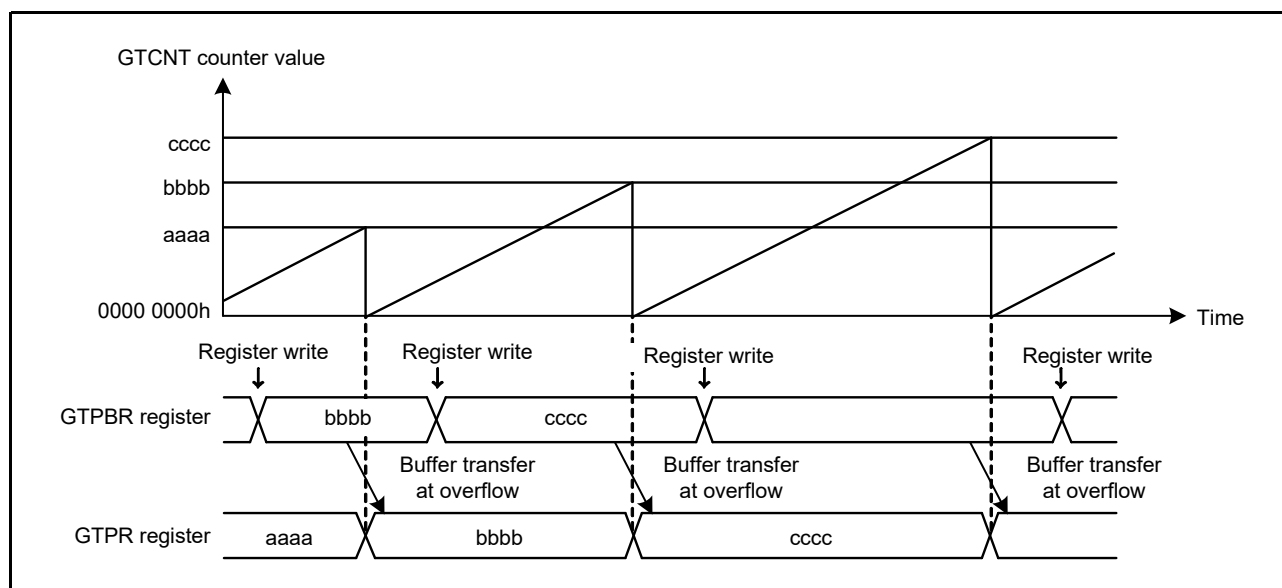 GTCNT counter value
cccc
bbbb
aaaa
0000 0000h
Time
Register write
Register write
Register write
Register write
GTPBR register
bbbb
cccc
Buffer transfer
at overflow
Buffer transfer
at overflow
Buffer transfer
at overflow
GTPR register
aaaa
bbbb
cccc